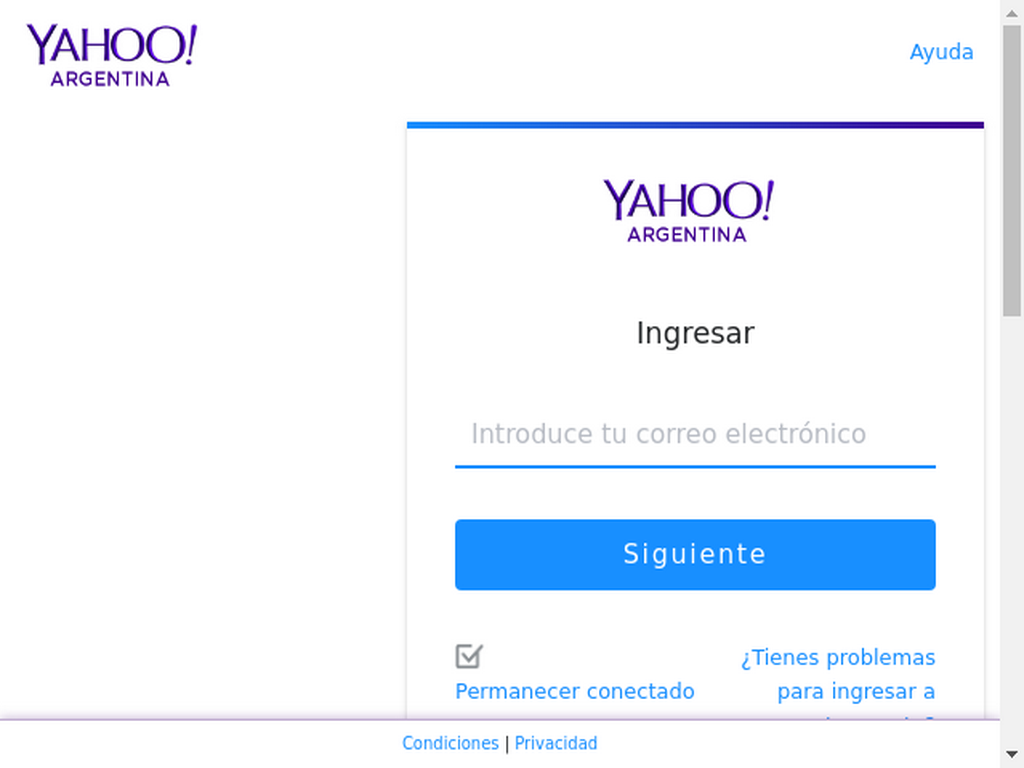 YAHOO!
ARGENTINA
Ayuda
YAHOO!
ARGENTINA
Ingresar
Introduce tu correo electrónico
Siguiente
Permanecer conectado
¿Tienes problemas
para ingresar a
Condiciones | Privacidad